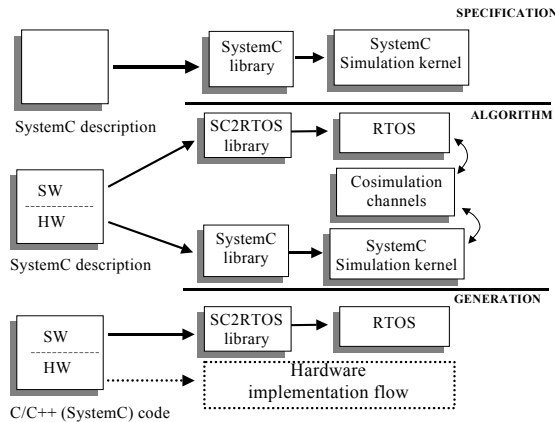 SPECIFICATION
SystemC
library
SystemC
Simulation kernel
SystemC description
ALGORITHM
SC2RTOS
library
RTOS
SW
HW
Cosimulation
channels
SystemC
library
SystemC
Simulation kernel
SystemC description
GENERATION
SW
HW
SC2RTOS
library
RTOS
Hardware
implementation flow
C/C++ (SystemC) code